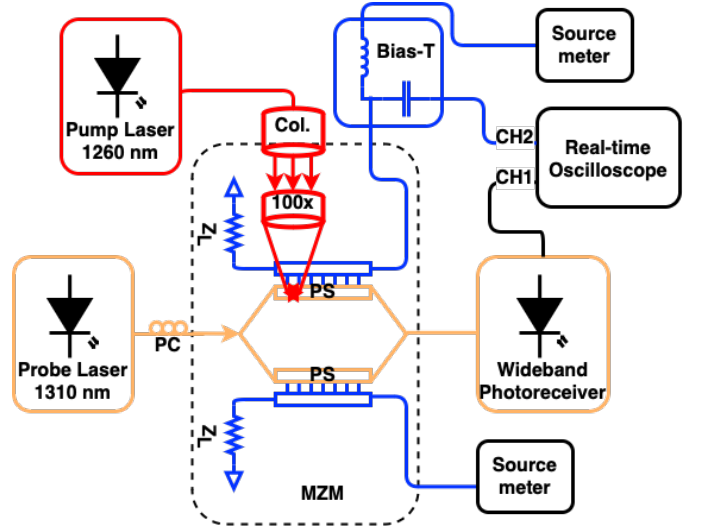 Pump Laser
1260 nm
Col.
100x
Bias-T
Source
meter
CH2
CH1
Real-time
Oscilloscope
ZL
PS
Probe Laser
1310 nm
PC
PS
ZL
MZM
Wideband
Photoreceiver
Source
meter